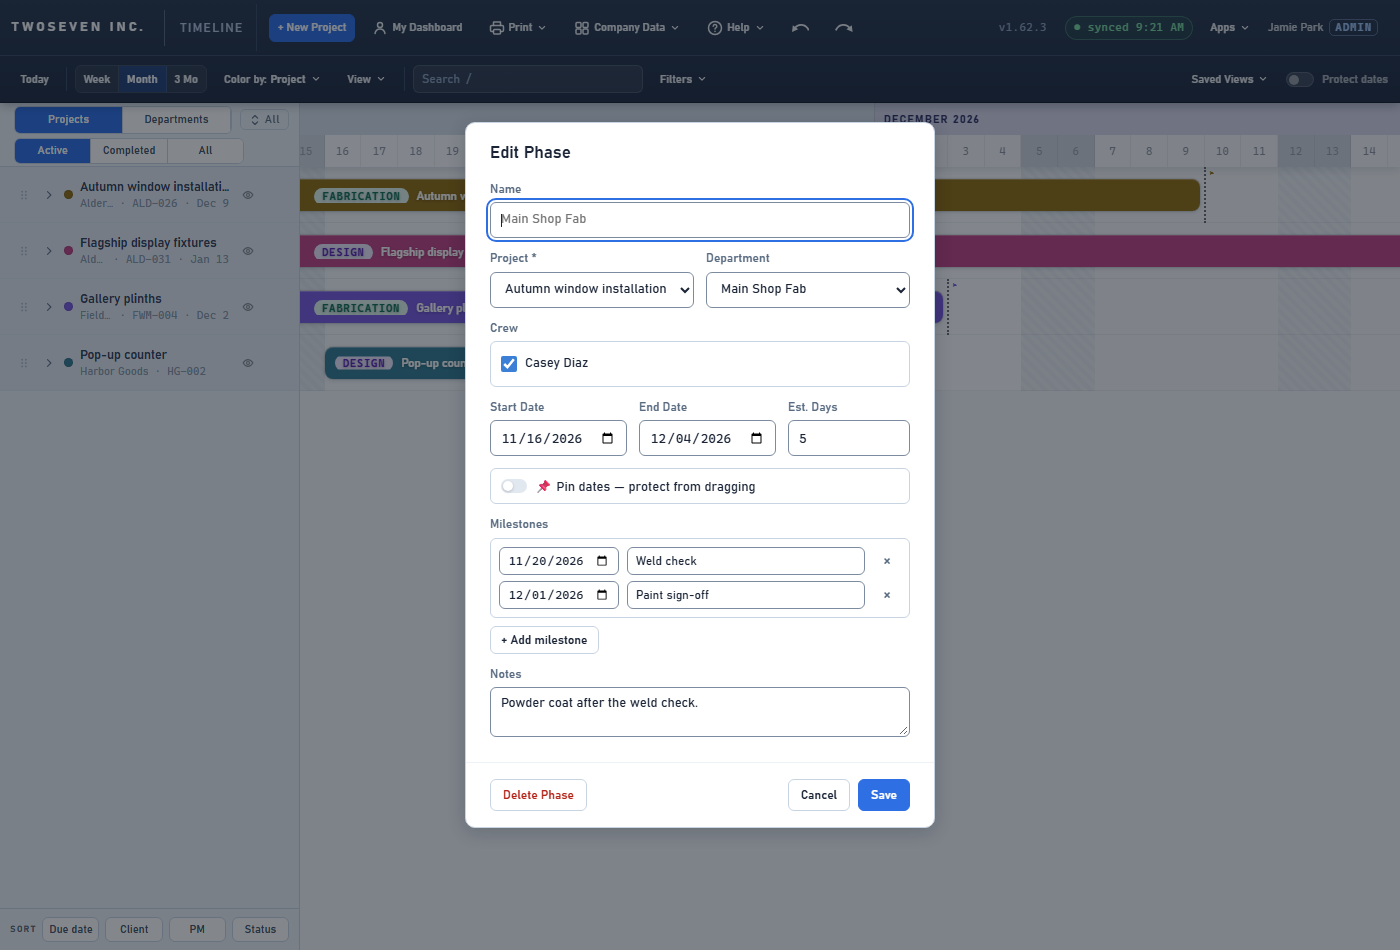 TWOSEVEN INC. TIMELINE + New Project My Dashboard Print Company Data Help v1.62.3 synced 9:21 AM Apps Jamie Park ADMIN
Today Week Month 3 Mo Color by: Project View Search / Filters Saved Views Protect dates
Projects Departments All
Active Completed All
DECEMBER 2026
15 16 17 18 19 3 4 5 6 7 8 9 10 11 12 13 14
Autumn window installati…
Alder… · ALD-026 · Dec 9
FABRICATION Autumn w
Flagship display fixtures
Ald… · ALD-031 · Jan 13
DESIGN Flagship display
Gallery plinths
Field… · FWM-004 · Dec 2
FABRICATION Gallery pl
Pop-up counter
Harbor Goods · HG-002
DESIGN Pop-up coun
Edit Phase
Name
Main Shop Fab
Project * Department
Autumn window installation Main Shop Fab
Crew
Casey Diaz
Start Date End Date Est. Days
11/16/2026 12/04/2026 5
Pin dates — protect from dragging
Milestones
11/20/2026 Weld check ×
12/01/2026 Paint sign-off ×
+ Add milestone
Notes
Powder coat after the weld check.
Delete Phase Cancel Save
SORT Due date Client PM Status